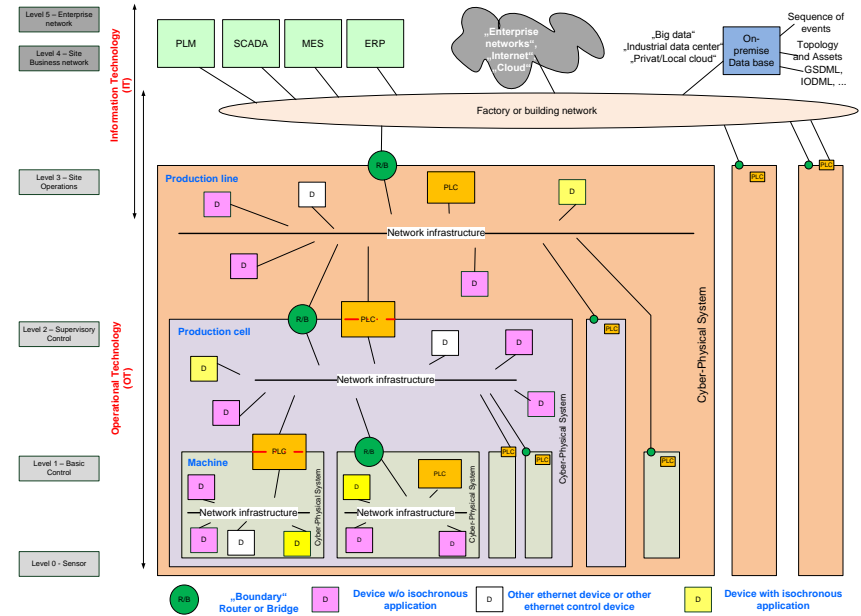 Level 5 – Enterprise
network
Level 4 – Site
Business network
Level 3 – Site
Operations
Level 2 – Supervisory
Control
Level 1 – Basic
Control
Level 0 - Sensor
Information Technology
(IT)
Operational Technology
(OT)
PLM
SCADA
MES
ERP
„Enterprise
networks“,
„Internet“,
„Cloud“
„Big data“
„Industrial data center“
„Privat/Local cloud“
On-
premise
Data base
Sequence of
events
Topology
and Assets
GSDML,
IODML, ...
Factory or building network
R/B
PLC
PLC
Production line
D
D
PLC
D
Network infrastructure
D
D
Cyber-Physical System
R/B
PLC
PLC
PLC
Production cell
D
D
D
Network infrastructure
D
D
Cyber-Physical System
PLC
R/B
PLC
PLC
PLC
Machine
D
Network infrastructure
D
D
D
Cyber-Physical System
D
PLC
Network infrastructure
D
D
Cyber-Physical System
R/B
„Boundary“
Router or Bridge
D
Device w/o isochronous
application
D
Other ethernet device or other
ethernet control device
D
Device with isochronous
application